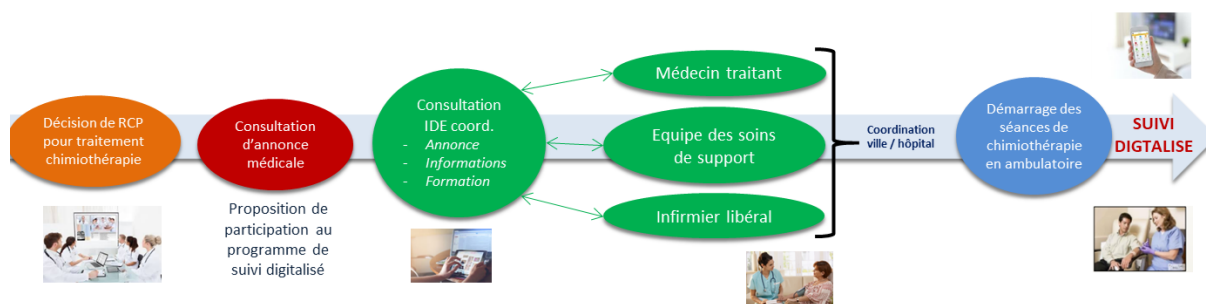 Décision de RCP
pour traitement
chimiothérapie
Consultation
d'annonce
médicale
Proposition de
participation au
programme de
suivi digitalisé
Consultation
IDE coord.
- Annonce
- Informations
- Formation
Médecin traitant
Equipe des soins
de support
Infirmier libéral
Coordination
ville / hôpital
Démarrage des
séances de
chimiothérapie
en ambulatoire
SUIVI
DIGTALISE